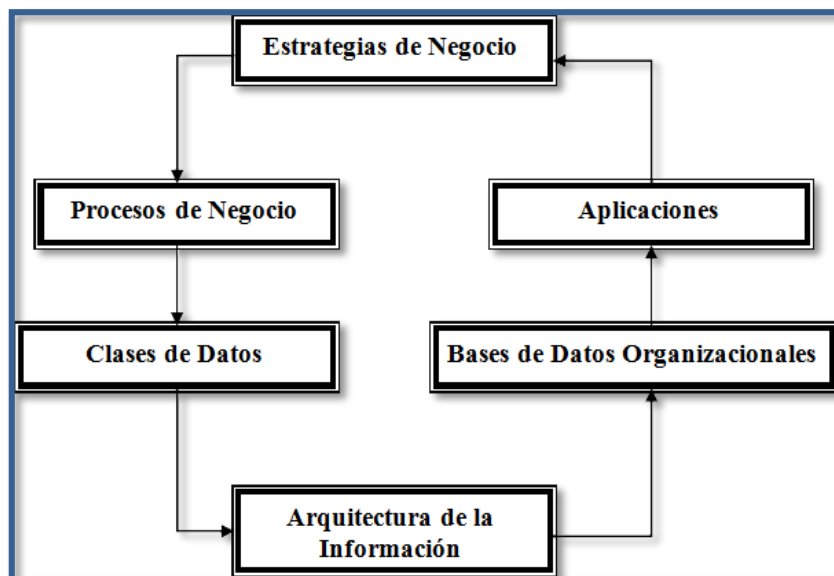 Estrategias de Negocio
Procesos de Negocio
Aplicaciones
Clases de Datos
Bases de Datos Organizacionales
Arquitectura de la
Información